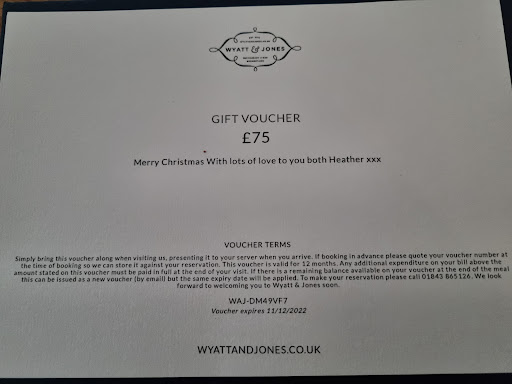 WYATT & JONES
GIFT VOUCHER
£75
Merry Christmas With lots of love to you both Heather xxx
VOUCHER TERMS
Simply bring this voucher along when visiting us, presenting it to your server when you arrive. If booking in advance please quote your voucher number at
the time of booking so we can store it against your reservation. This voucher is valid for 12 months. Any additional expenditure on your bill above the
amount stated on this voucher must be paid in full at the end of your visit. If there is a remaining balance available on your voucher at the end of the meal
this can be issued as a new voucher (by email) but the same expiry date will be applied. To make your reservation please call 01843 865126. We look
forward to welcoming you to Wyatt & Jones soon.
WAJ-DM49VF7
Voucher expires 11/12/2022
WYATTANDJONES.CO.UK